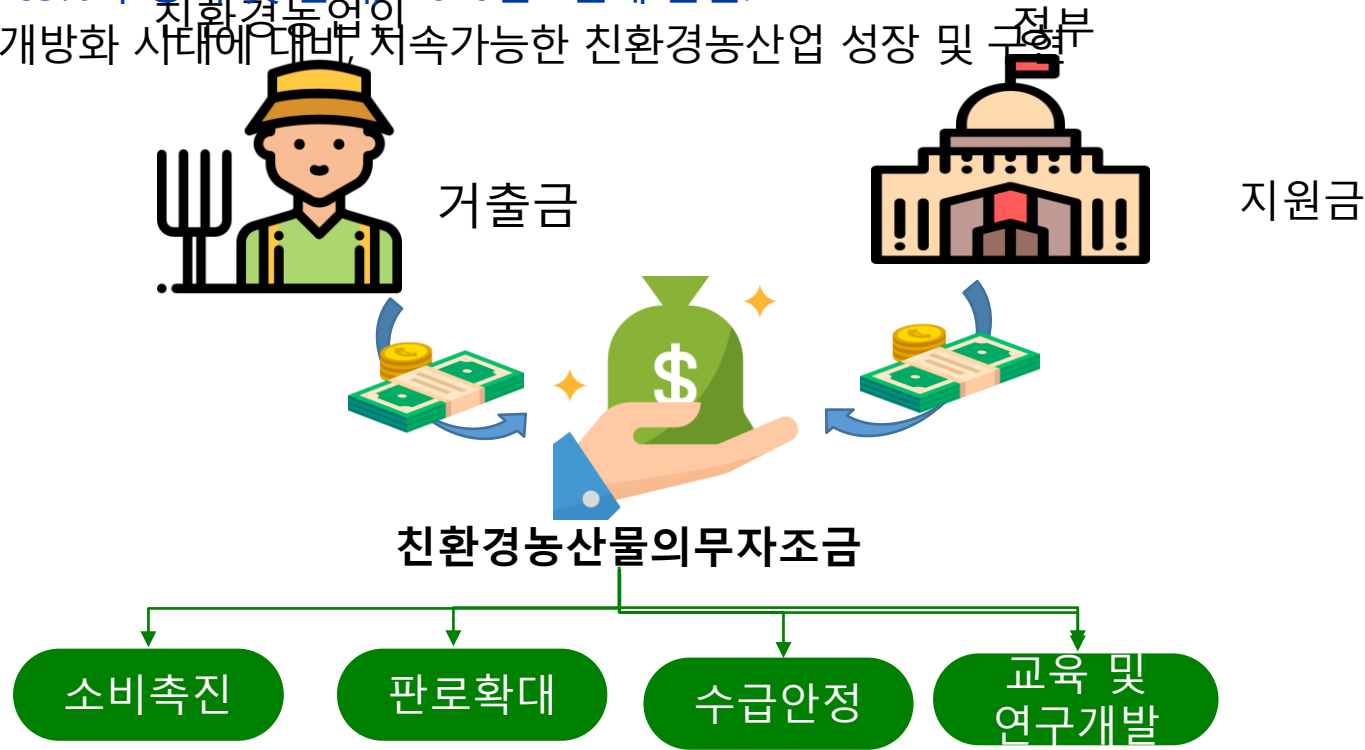 친환경농업인
정부
개방화 시대에 대비, 지속가능한 친환경농산업 성장 및 구현
거출금
지원금
$
친환경농산물의무자조금
소비촉진
판로확대
수급안정
교육 및
연구개발